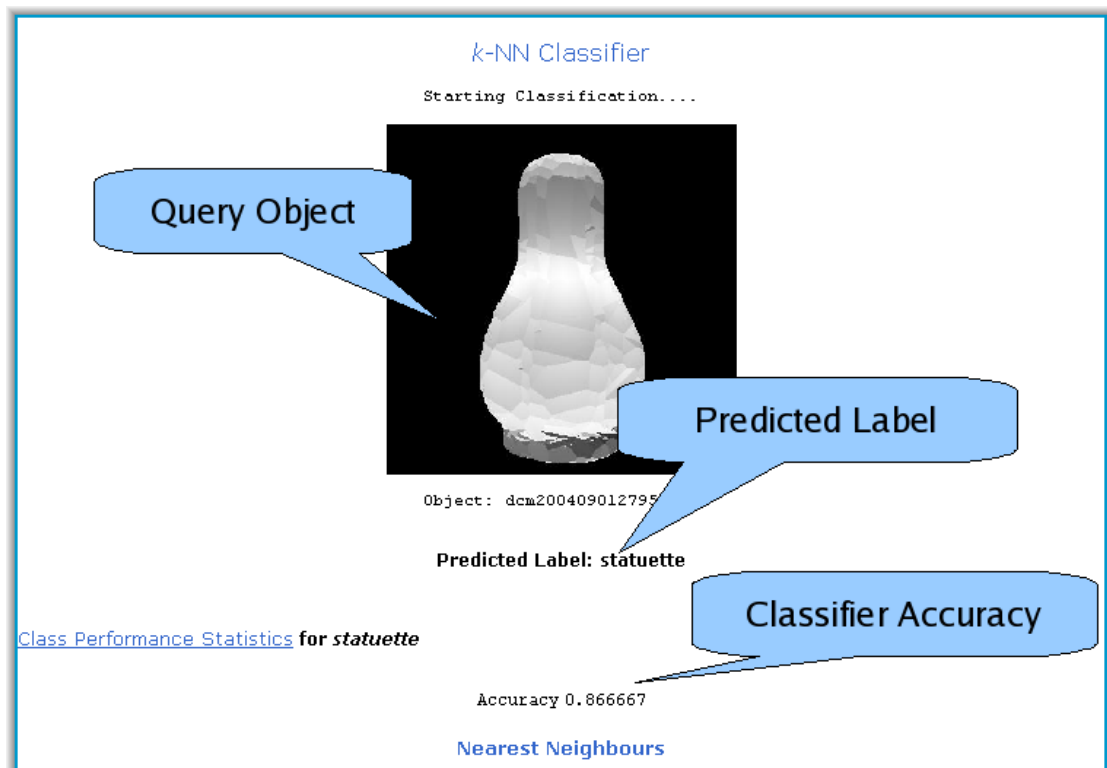 k-NN Classifier
Starting Classification....
Query Object
Predicted Label
Object: dcm200409012795
Predicted Label: statuette
Classifier Accuracy
Class Performance Statistics for statuette
Accuracy 0.866667
Nearest Neighbours